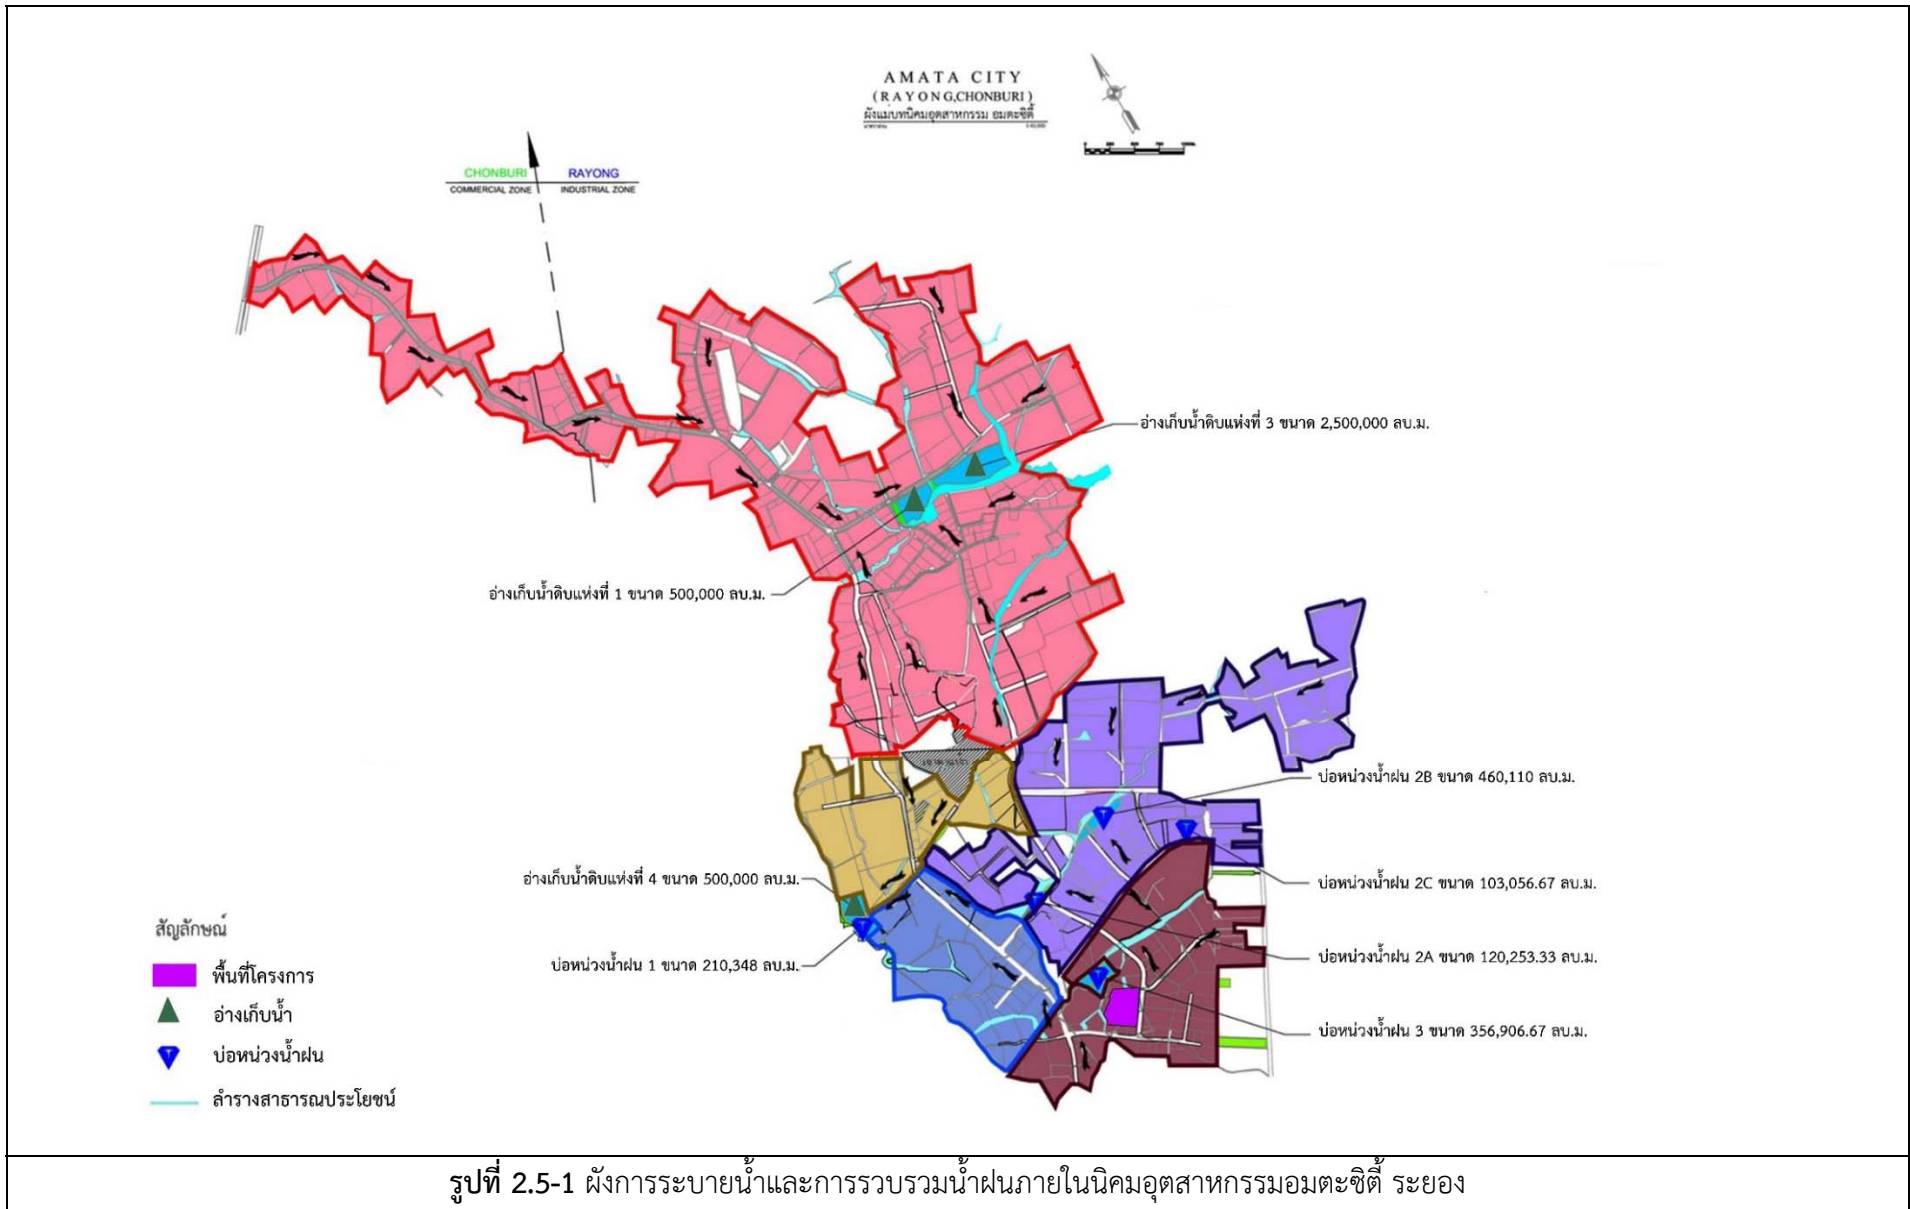 AMATA CITY
(RAYONG,CHONBURI)
ผังแม่บทนิคมอุตสาหกรรม อมตะซิตี้
CHONBURI RAYONG
COMMERCIAL ZONE INDUSTRIAL ZONE
อ่างเก็บน้ำดิบแห่งที่ 3 ขนาด 2,500,000 ลบ.ม.
อ่างเก็บน้ำดิบแห่งที่ 1 ขนาด 500,000 ลบ.ม.
บ่อหน่วงน้ำฝน 2B ขนาด 460,110 ลบ.ม.
อ่างเก็บน้ำดิบแห่งที่ 4 ขนาด 500,000 ลบ.ม.
บ่อหน่วงน้ำฝน 2C ขนาด 103,056.67 ลบ.ม.
บ่อหน่วงน้ำฝน 1 ขนาด 210,348 ลบ.ม.
บ่อหน่วงน้ำฝน 2A ขนาด 120,253.33 ลบ.ม.
บ่อหน่วงน้ำฝน 3 ขนาด 356,906.67 ลบ.ม.
สัญลักษณ์
พื้นที่โครงการ
อ่างเก็บน้ำ
บ่อหน่วงน้ำฝน
ลำรางสาธารณประโยชน์
รูปที่ 2.5-1 ผังการระบายน้ำและการรวบรวมน้ำฝนภายในนิคมอุตสาหกรรมอมตะซิตี้ ระยอง